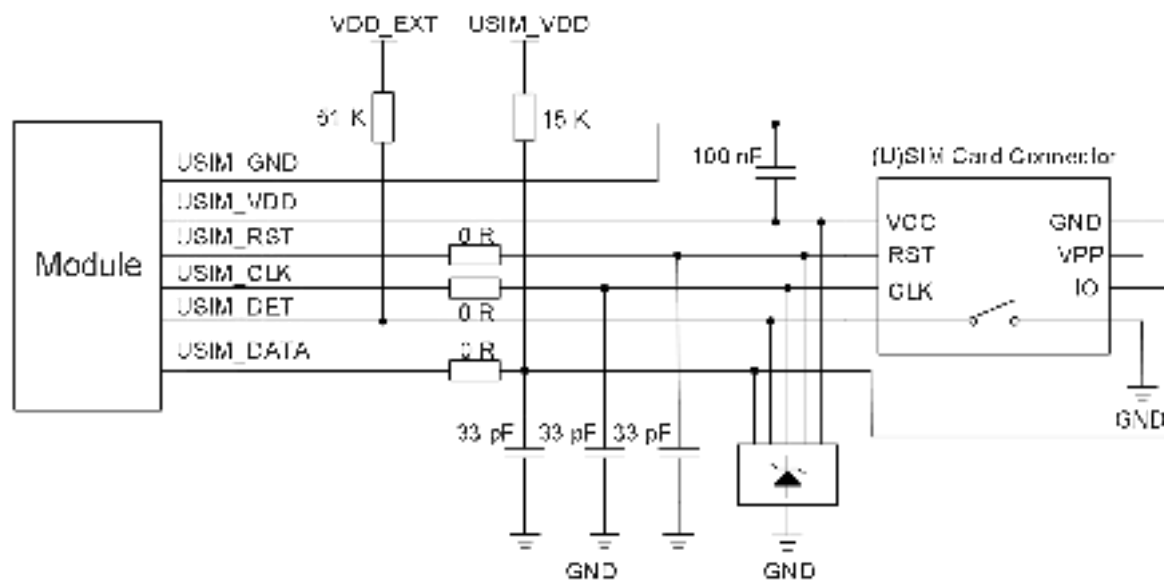 VDD_EXT USIM_VDD
51 K 15 K
100 nF (U)SIM Card Connector
USIM_GND
USIM_VDD VCC GND
USIM_RST 0 R RST VPP
Module
USIM_CLK CLK IO
USIM_DET 0 R
USIM_DATA 0 R
GND
33 pF 33 pF 33 pF
GND GND